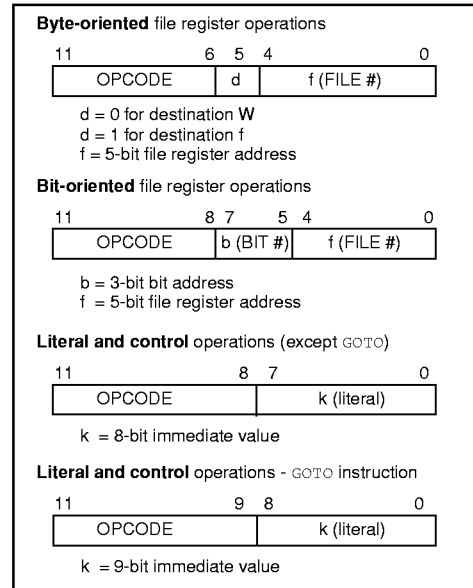 Byte-oriented file register operations
11 6 5 4 0
OPCODE d f (FILE #)
d = 0 for destination W
d = 1 for destination f
f = 5-bit file register address
Bit-oriented file register operations
11 8 7 5 4 0
OPCODE b (BIT #) f (FILE #)
b = 3-bit bit address
f = 5-bit file register address
Literal and control operations (except GOTO)
11 8 7 0
OPCODE k (literal)
k = 8-bit immediate value
Literal and control operations - GOTO instruction
11 9 8 0
OPCODE k (literal)
k = 9-bit immediate value